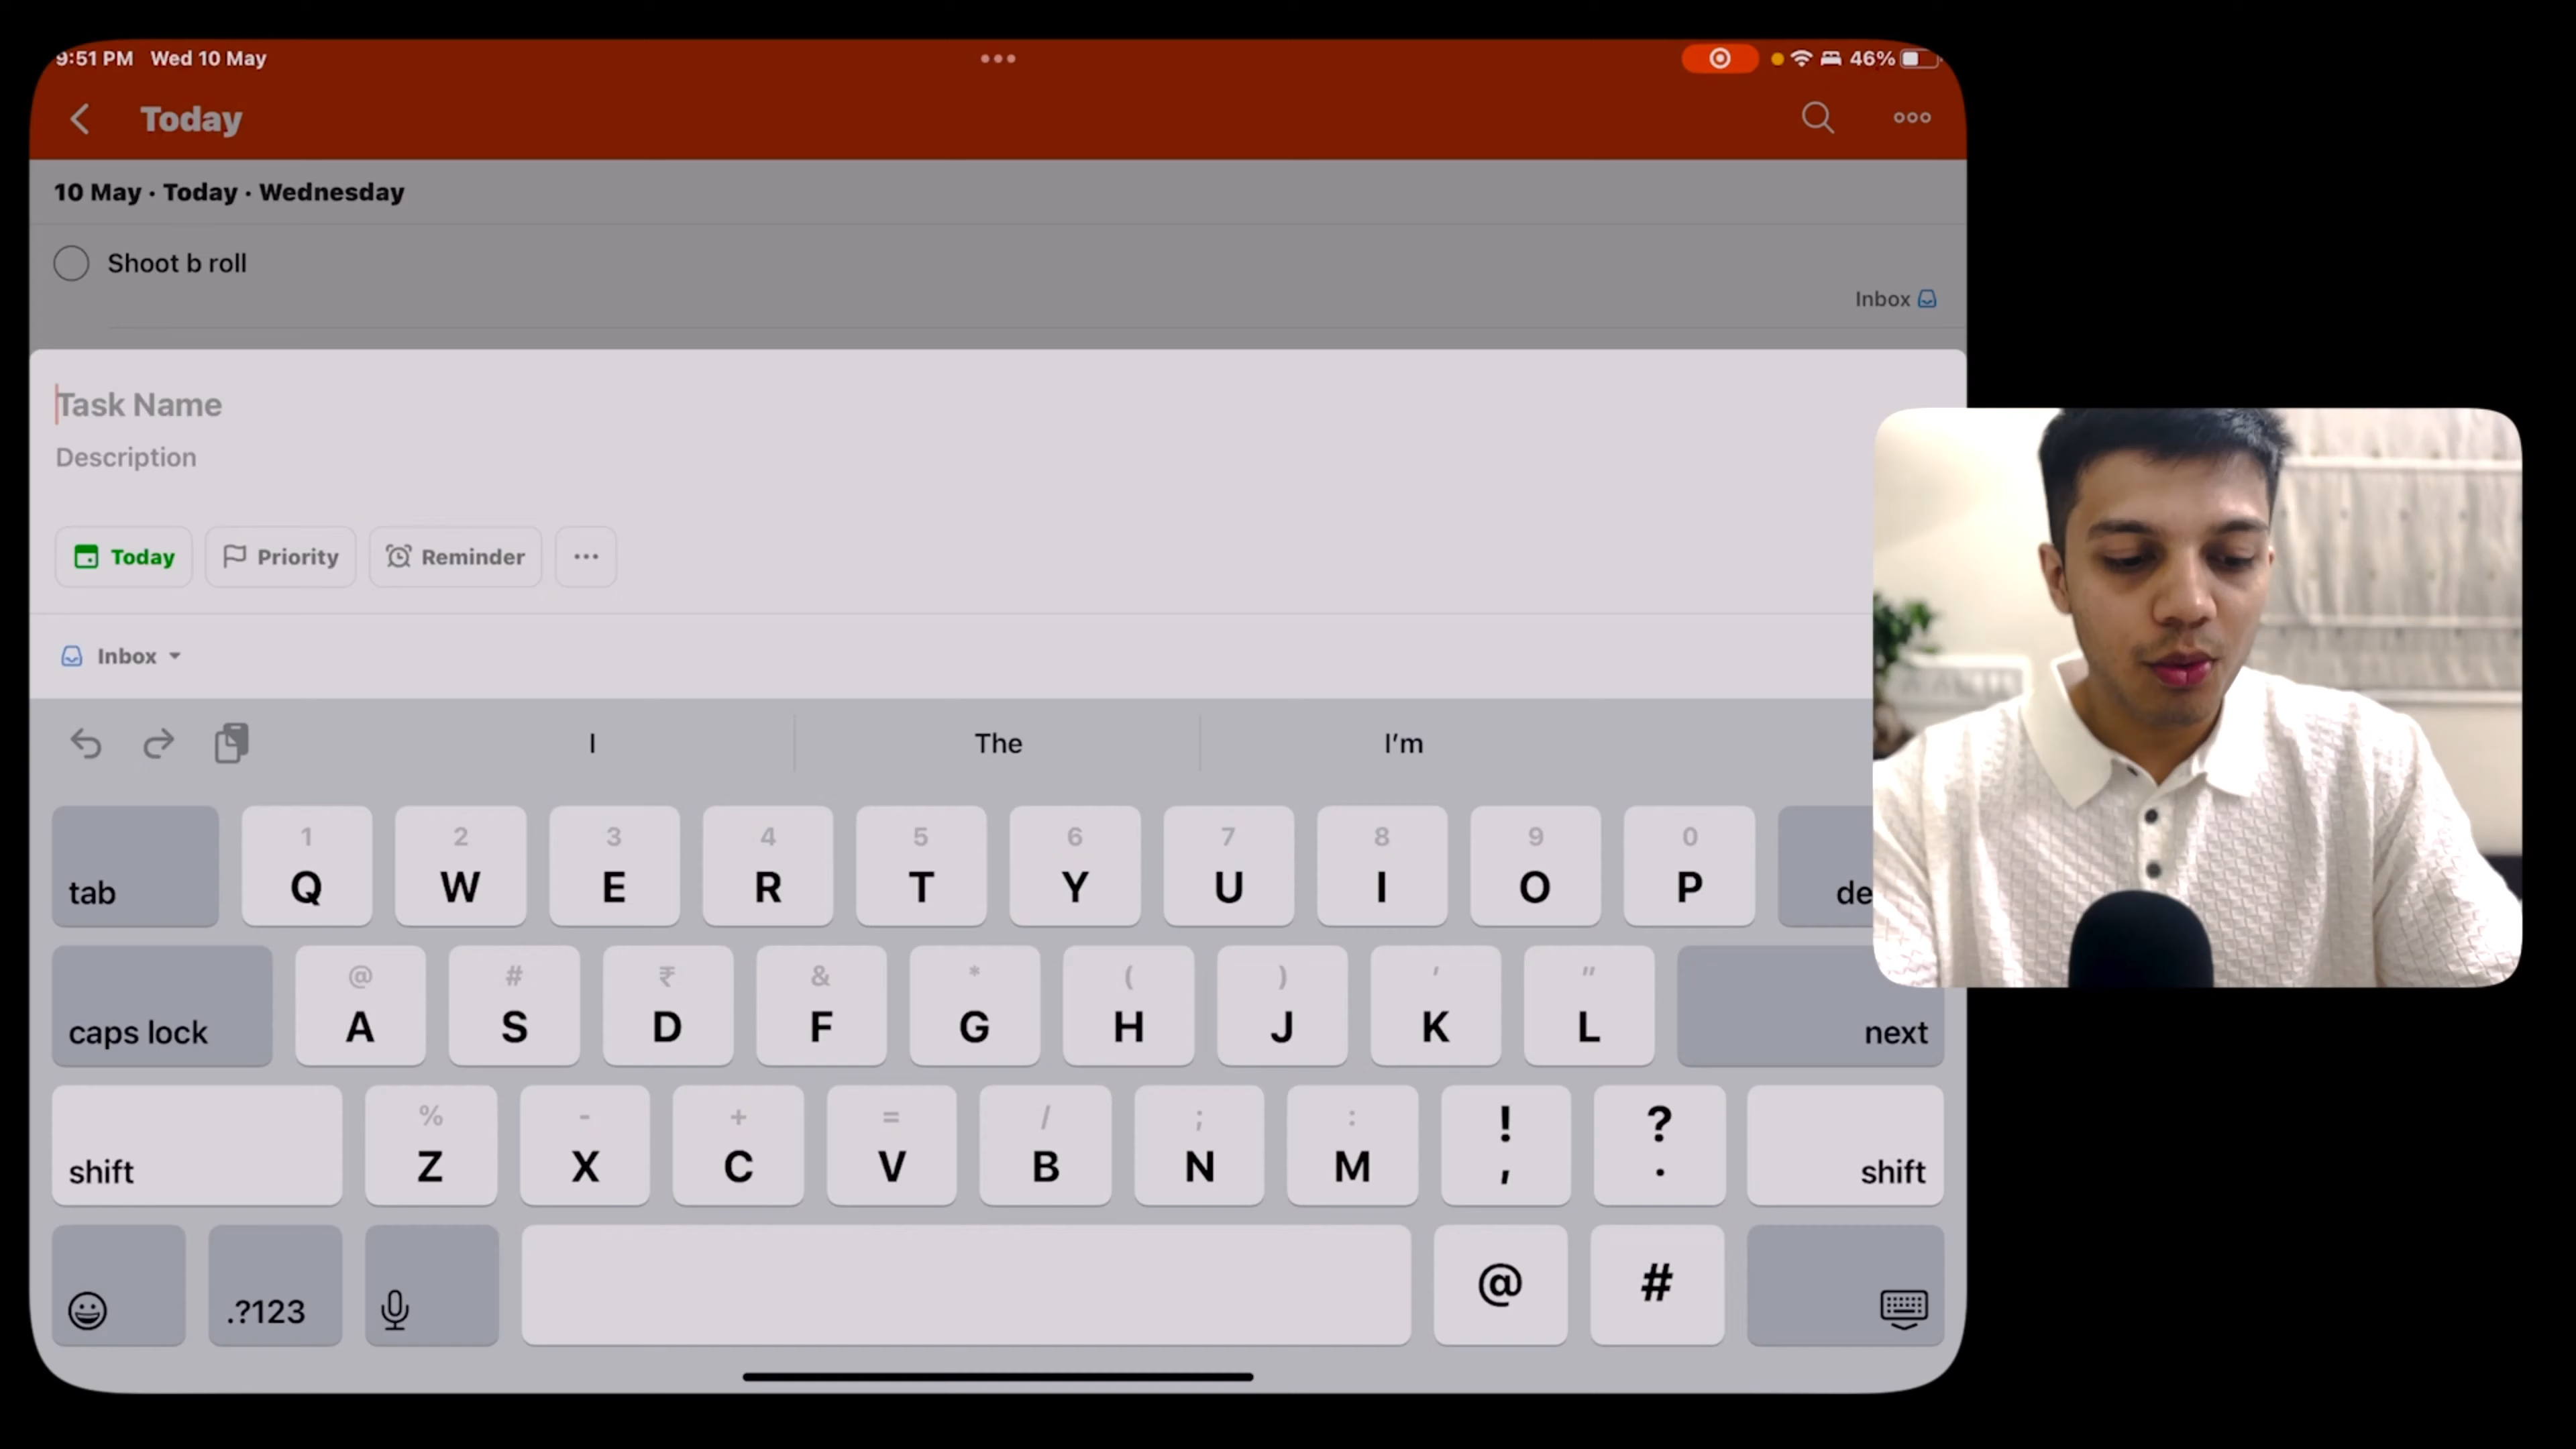 9:51 PM Wed 10 May
46%
Today
10 May · Today · Wednesday
Shoot b roll
Inbox
Task Name
Description
Today Priority Reminder
Inbox
I The I'm
tab 1 Q 2 W 3 E 4 R 5 T 6 Y 7 U 8 I 9 O 0 P de
caps lock @ A # S ₹ D & F * G ( H ) J ' K " L next
shift % Z - X + C = V / B ; N : M ! , ? . shift
.?123 @ #